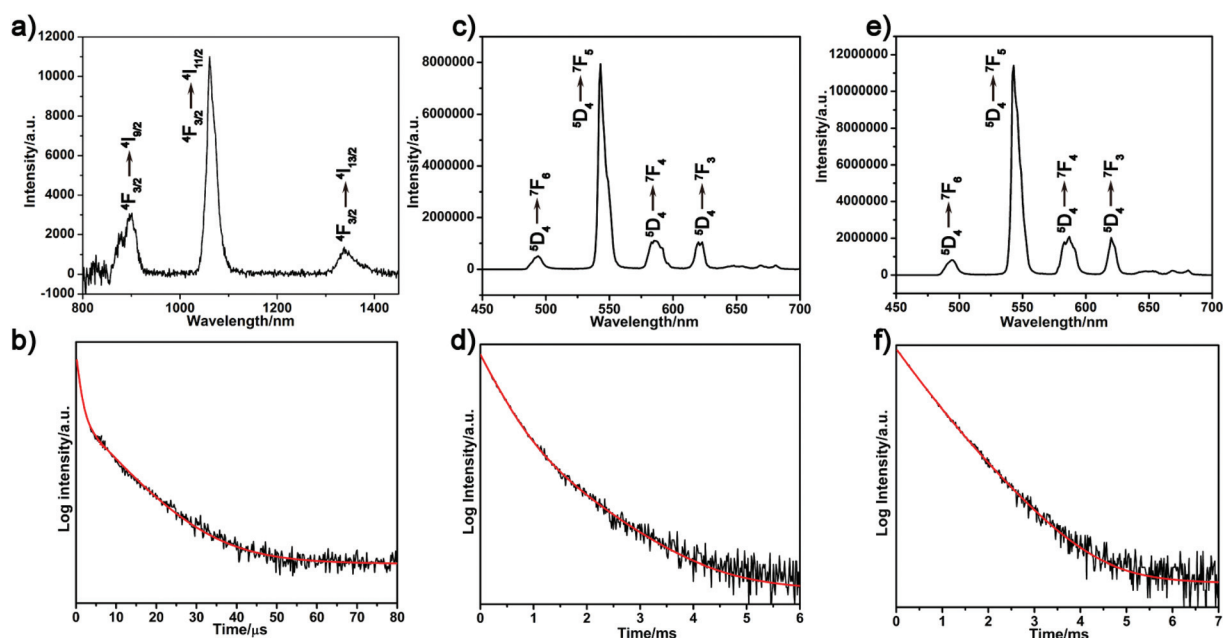 a)
12000
10000
8000
6000
4000
2000
0
-1000
Intensity/a.u.
⁴F₃/₂ → ⁴I₉/₂
⁴F₃/₂ → ⁴I₁₁/₂
⁴F₃/₂ → ⁴I₁₃/₂
800 1000 1200 1400
Wavelength/nm
c)
8000000
6000000
4000000
2000000
0
Intensity/a.u.
⁵D₄ → ⁷F₆
⁵D₄ → ⁷F₅
⁵D₄ → ⁷F₄
⁵D₄ → ⁷F₃
450 500 550 600 650 700
Wavelength/nm
e)
12000000
10000000
8000000
6000000
4000000
2000000
0
Intensity/a.u.
⁵D₄ → ⁷F₆
⁵D₄ → ⁷F₅
⁵D₄ → ⁷F₄
⁵D₄ → ⁷F₃
450 500 550 600 650 700
Wavelength/nm
b)
Log intensity/a.u.
0 10 20 30 40 50 60 70 80
Time/μs
d)
Log Intensity/a.u.
0 1 2 3 4 5 6
Time/ms
f)
Log Intensity/a.u.
0 1 2 3 4 5 6 7
Time/ms